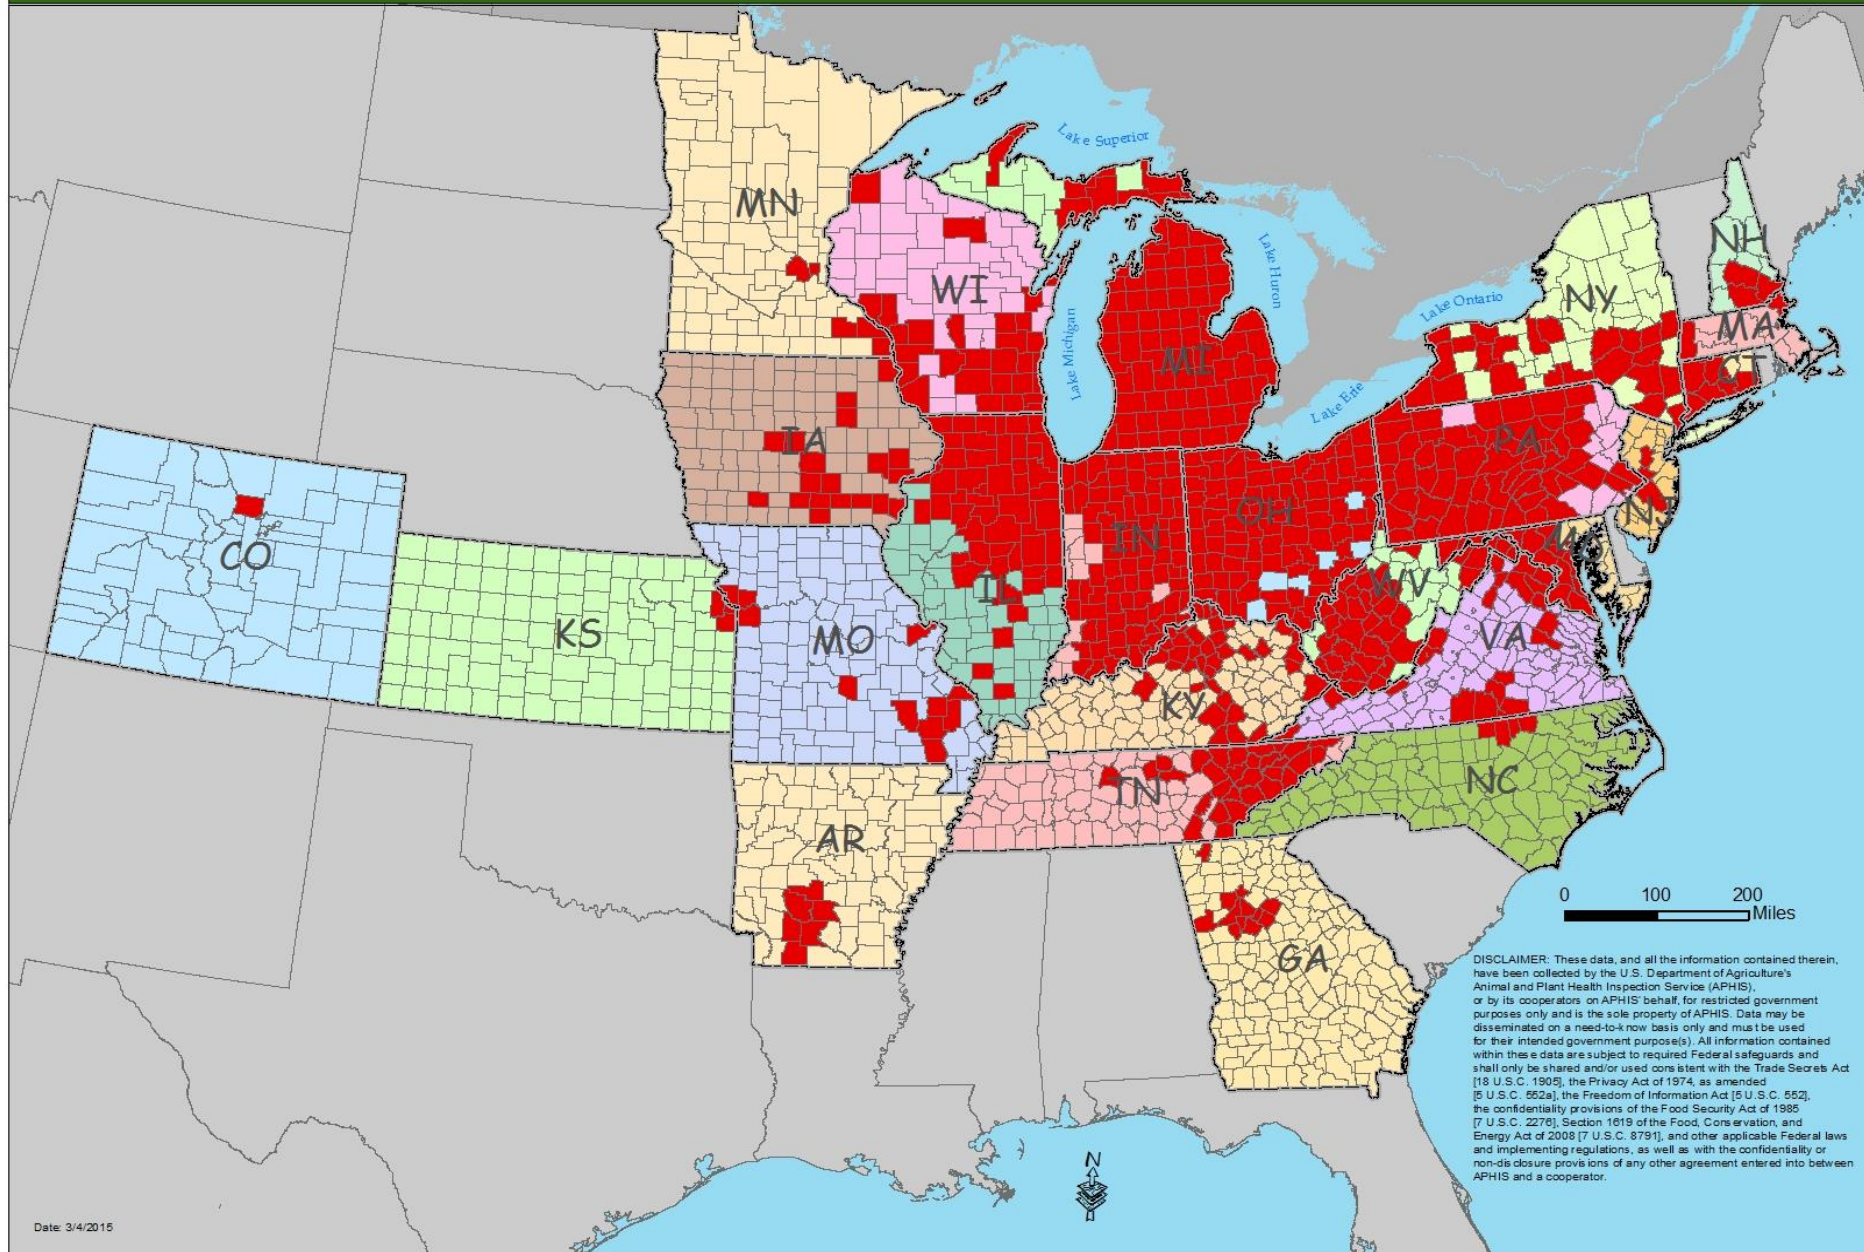 Lake Superior
MN
NH
WI
Lake Huron
NY
Lake Ontario
Lake Michigan
MA
MI
CT
Lake Erie
IA
PA
OH
NJ
IN
MD
CO
WV
IL
KS
MO
VA
KY
NC
TN
AR
0 100 200
Miles
GA
DISCLAIMER: These data, and all the information contained therein,
have been collected by the U.S. Department of Agriculture's
Animal and Plant Health Inspection Service (APHIS),
or by its cooperators on APHIS' behalf, for restricted government
purposes only and is the sole property of APHIS. Data may be
disseminated on a need-to-know basis only and must be used
for their intended government purpose(s). All information contained
within these data are subject to required Federal safeguards and
shall only be shared and/or used consistent with the Trade Secrets Act
[18 U.S.C. 1905], the Privacy Act of 1974, as amended
[5 U.S.C. 552a], the Freedom of Information Act [5 U.S.C. 552],
the confidentiality provisions of the Food Security Act of 1985
[7 U.S.C. 2276], Section 1619 of the Food, Conservation, and
Energy Act of 2008 [7 U.S.C. 8791], and other applicable Federal laws
and implementing regulations, as well as with the confidentiality or
non-disclosure provisions of any other agreement entered into between
APHIS and a cooperator.
N
Date: 3/4/2015